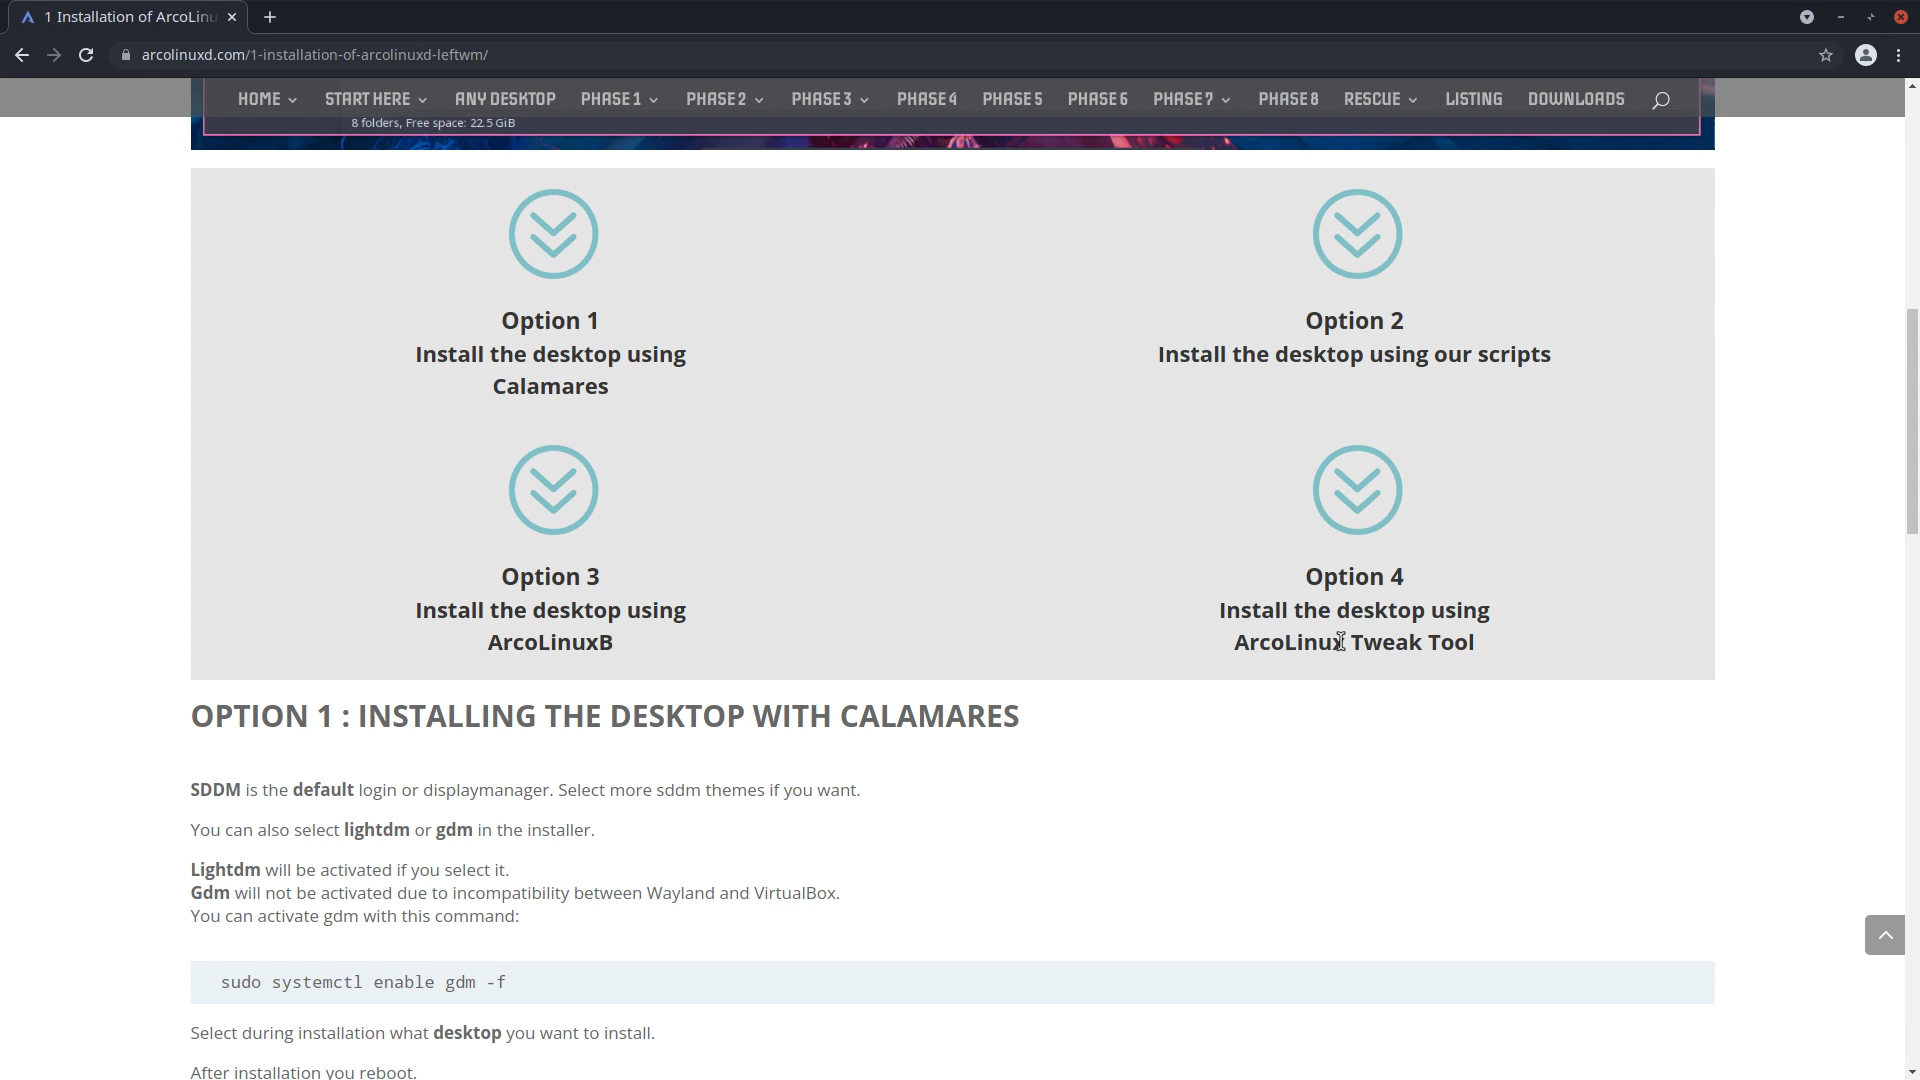 1 Installation of ArcoLinu
arcolinuxd.com/1-installation-of-arcolinuxd-leftwm/
HOME START HERE ANY DESKTOP PHASE 1 PHASE 2 PHASE 3 PHASE 4 PHASE 5 PHASE 6 PHASE 7 PHASE 8 RESCUE LISTING DOWNLOADS
8 folders, Free space: 22.5 GiB
Option 1
Install the desktop using
Calamares
Option 2
Install the desktop using our scripts
Option 3
Install the desktop using
ArcoLinuxB
Option 4
Install the desktop using
ArcoLinux Tweak Tool
OPTION 1 : INSTALLING THE DESKTOP WITH CALAMARES
SDDM is the default login or displaymanager. Select more sddm themes if you want.
You can also select lightdm or gdm in the installer.
Lightdm will be activated if you select it.
Gdm will not be activated due to incompatibility between Wayland and VirtualBox.
You can activate gdm with this command:
sudo systemctl enable gdm -f
Select during installation what desktop you want to install.
After installation you reboot.